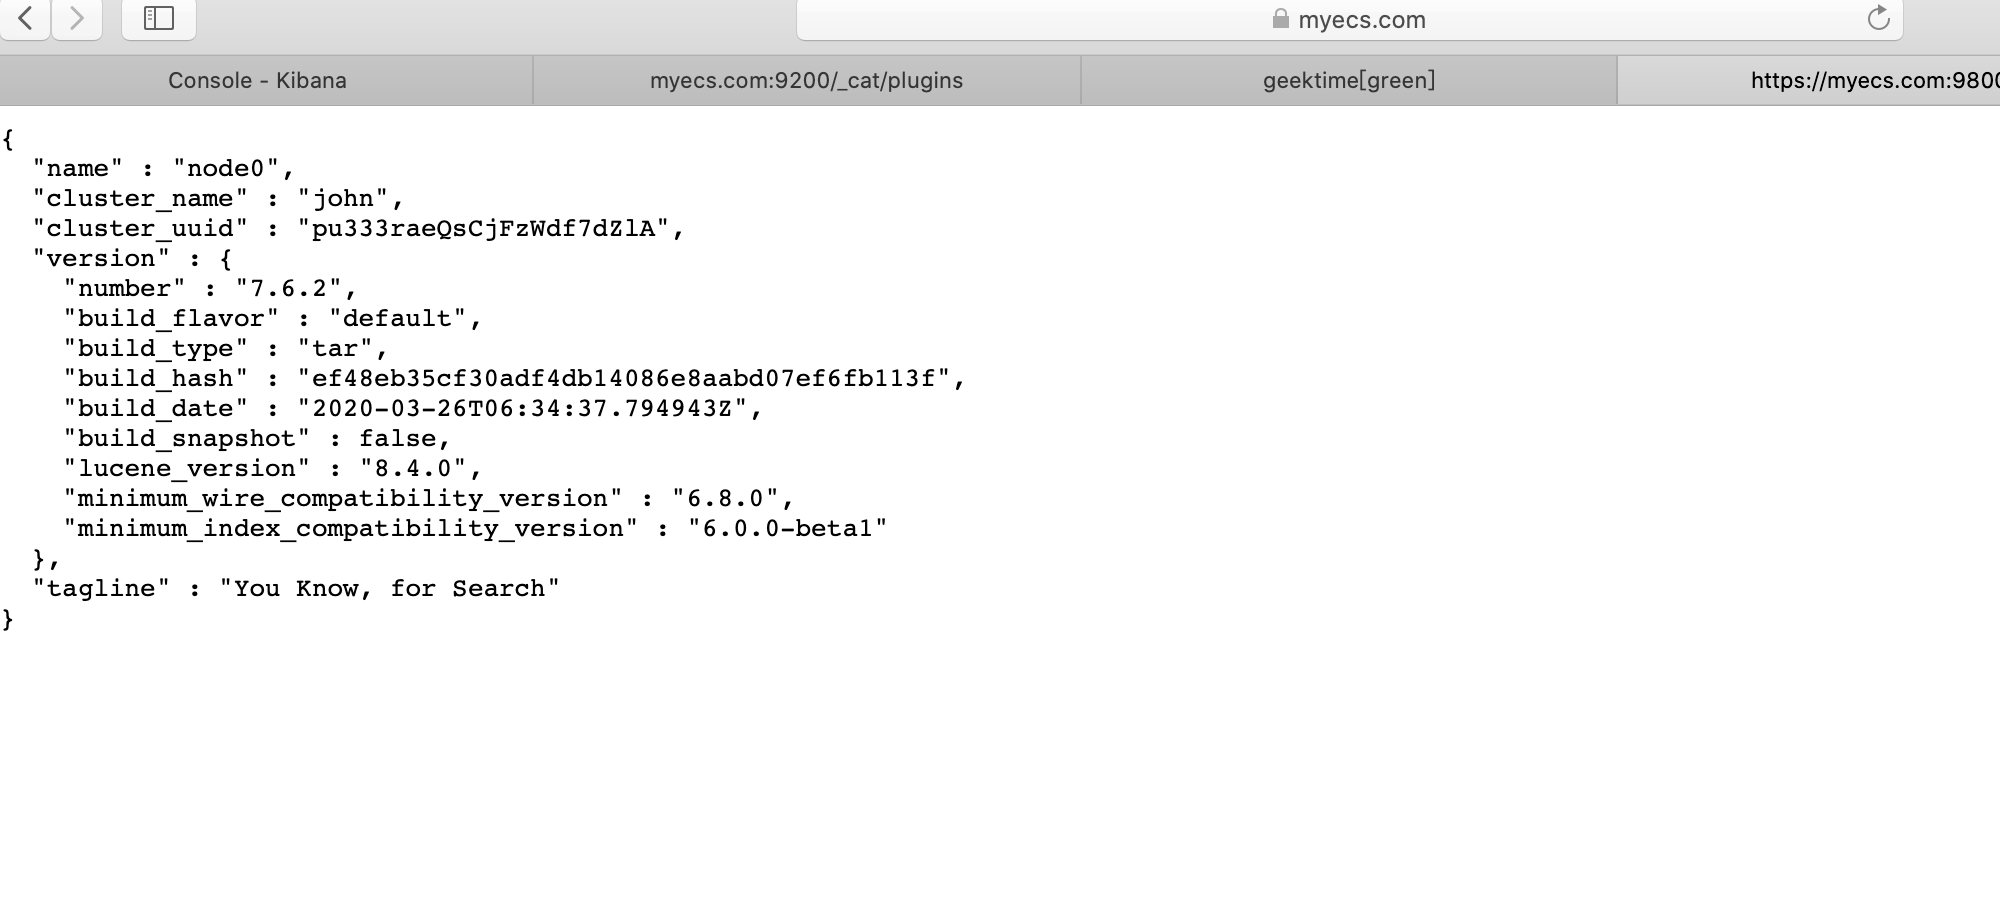 myecs.com
Console - Kibana
myecs.com:9200/_cat/plugins
geektime[green]
https://myecs.com:9800
{
"name" : "node0",
"cluster_name" : "john",
"cluster_uuid" : "pu333raeQsCjFzWdf7dZlA",
"version" : {
"number" : "7.6.2",
"build_flavor" : "default",
"build_type" : "tar",
"build_hash" : "ef48eb35cf30adf4db14086e8aabd07ef6fb113f",
"build_date" : "2020-03-26T06:34:37.794943Z",
"build_snapshot" : false,
"lucene_version" : "8.4.0",
"minimum_wire_compatibility_version" : "6.8.0",
"minimum_index_compatibility_version" : "6.0.0-beta1"
},
"tagline" : "You Know, for Search"
}